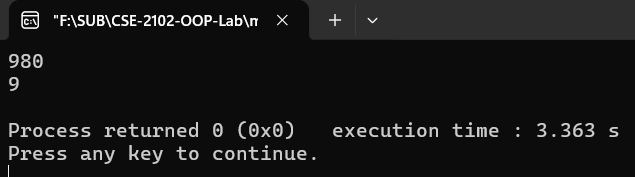 "F:\SUB\CSE-2102-OOP-Lab\m
980
9
Process returned 0 (0x0)   execution time : 3.363 s
Press any key to continue.